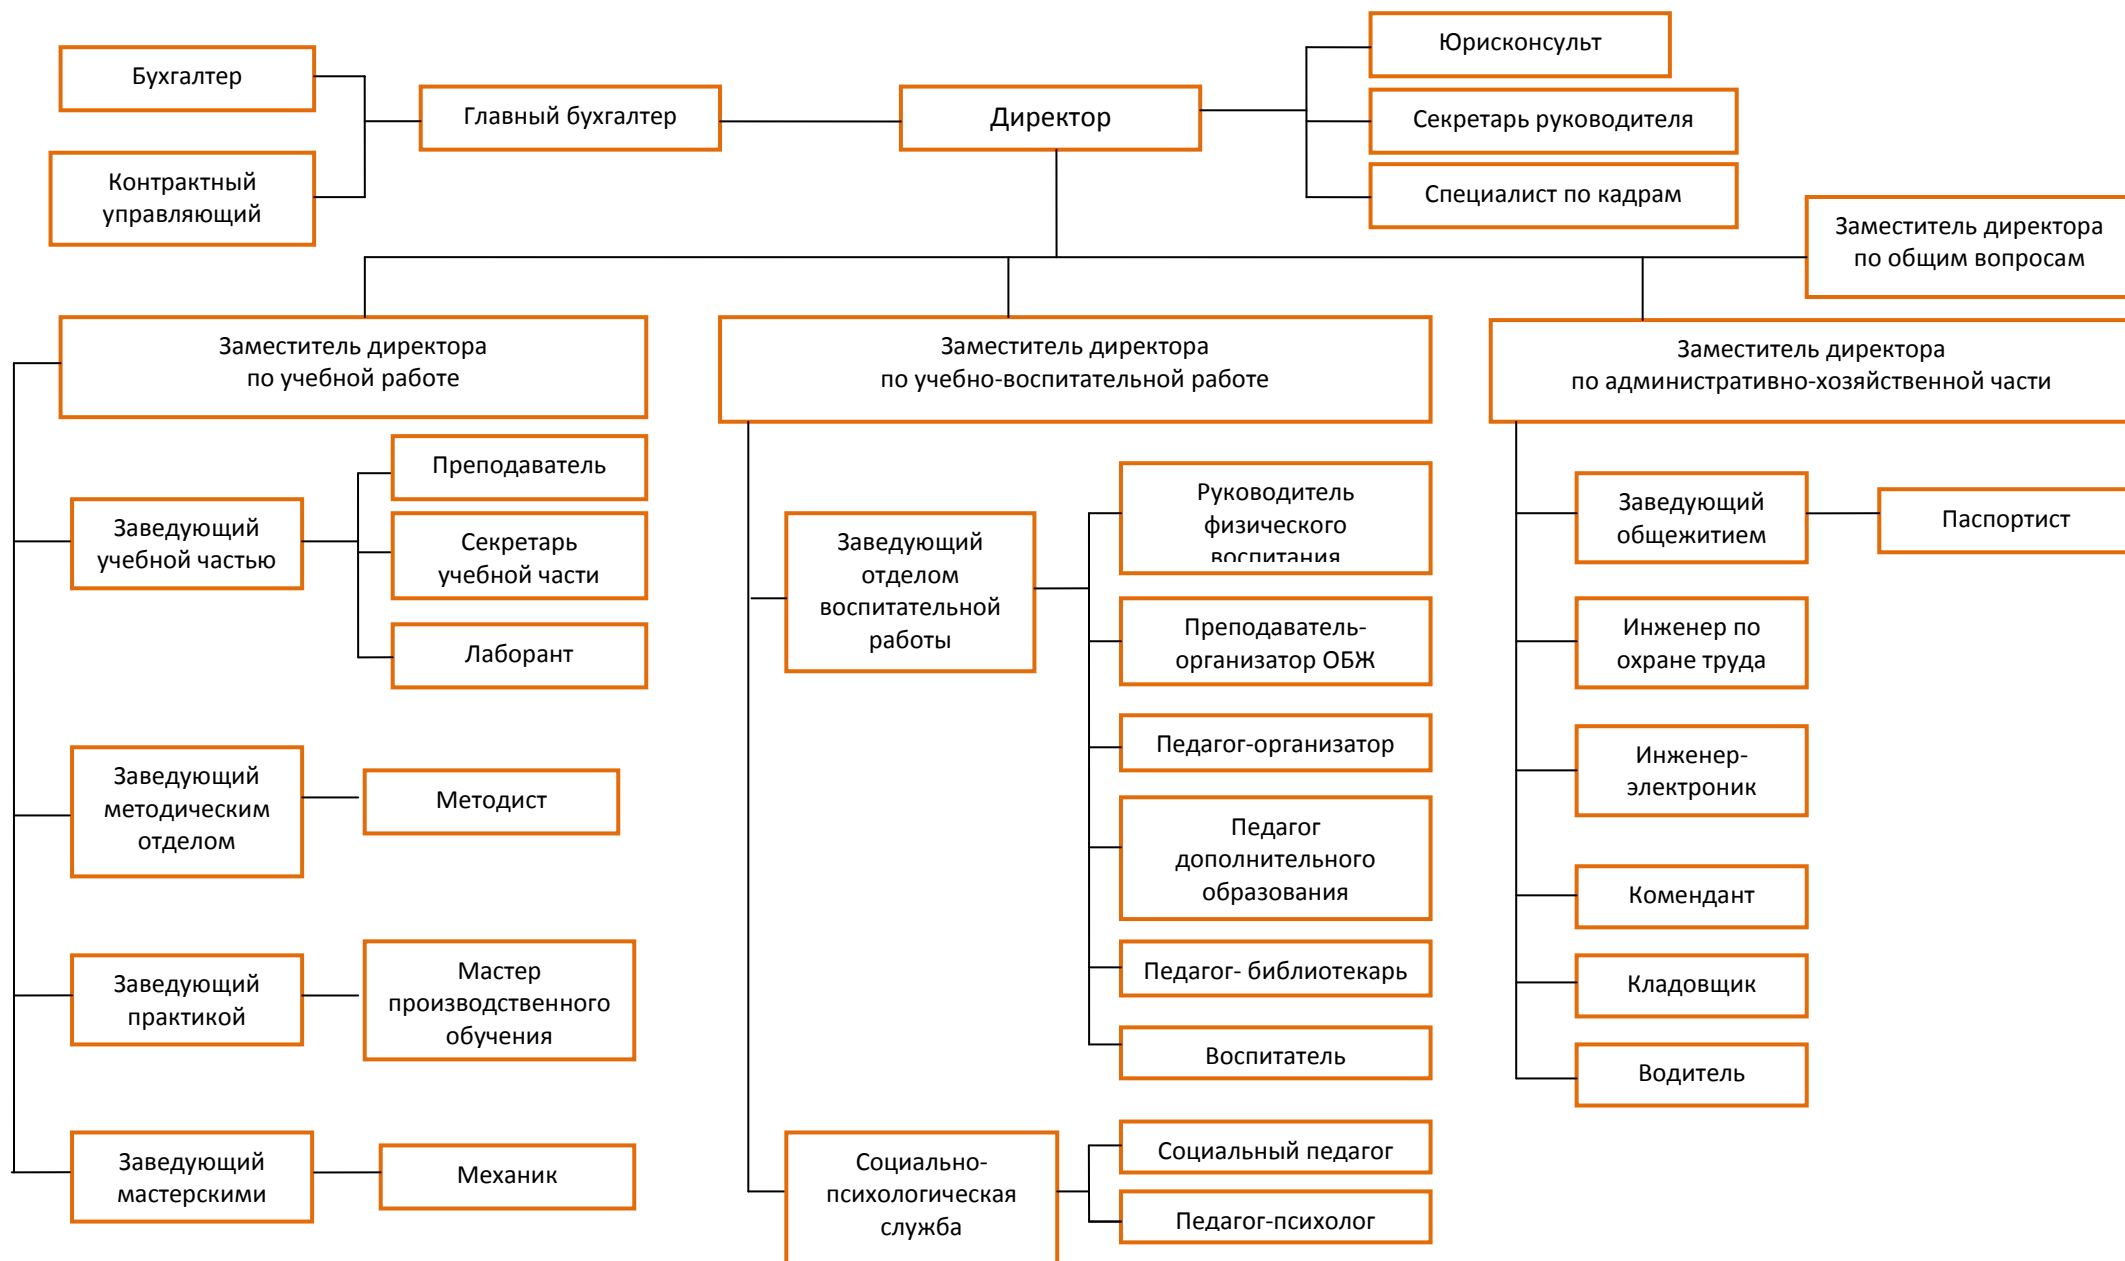 Бухгалтер
Контрактный
управляющий
Главный бухгалтер
Директор
Юрисконсульт
Секретарь руководителя
Специалист по кадрам
Заместитель директора
по общим вопросам
Заместитель директора
по учебной работе
Заместитель директора
по учебно-воспитательной работе
Заместитель директора
по административно-хозяйственной части
Заведующий
учебной частью
Преподаватель
Секретарь
учебной части
Лаборант
Заведующий
методическим
отделом
Методист
Заведующий
практикой
Мастер
производственного
обучения
Заведующий
мастерскими
Механик
Заведующий
отделом
воспитательной
работы
Руководитель
физического
воспитания
Преподаватель-
организатор ОБЖ
Педагог-организатор
Педагог
дополнительного
образования
Педагог- библиотекарь
Воспитатель
Социально-
психологическая
служба
Социальный педагог
Педагог-психолог
Заведующий
общежитием
Паспортист
Инженер по
охране труда
Инженер-
электроник
Комендант
Кладовщик
Водитель